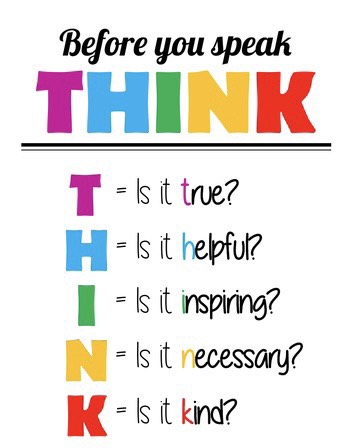 Before you speak
THINK
T = Is it true?
H = Is it helpful?
I = Is it inspiring?
N = Is it necessary?
K = Is it kind?